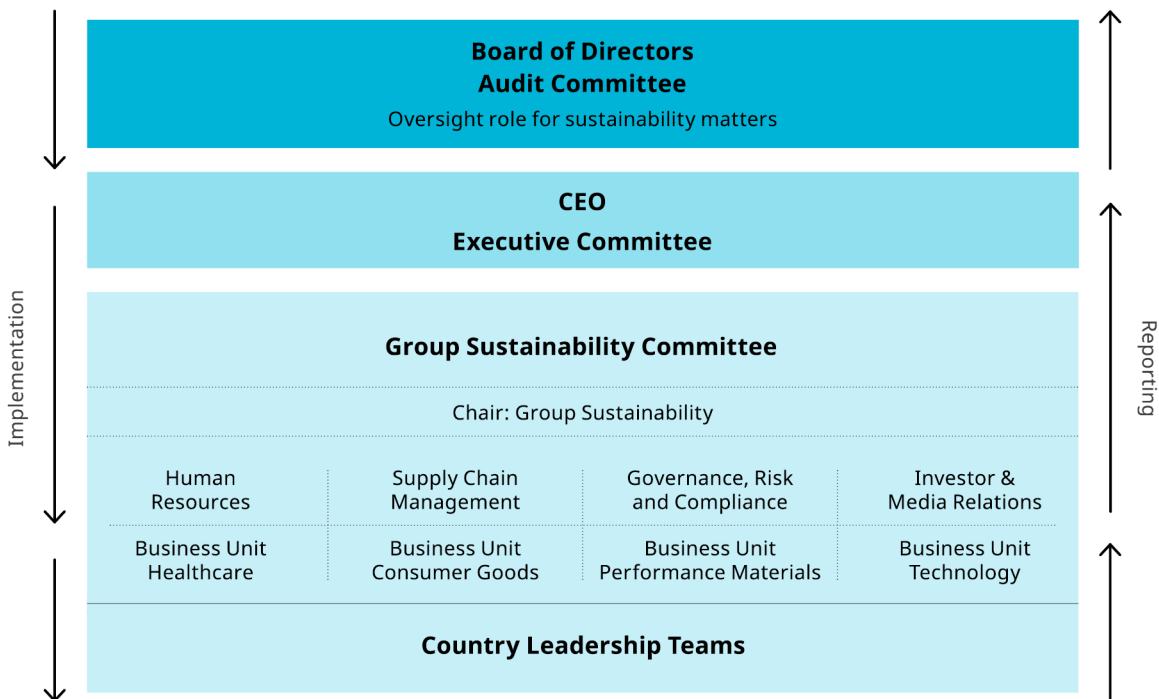 Board of Directors
Audit Committee
Oversight role for sustainability matters
CEO
Executive Committee
Implementation
Reporting
Group Sustainability Committee
Chair: Group Sustainability
Human
Resources
Supply Chain
Management
Governance, Risk
and Compliance
Investor &
Media Relations
Business Unit
Healthcare
Business Unit
Consumer Goods
Business Unit
Performance Materials
Business Unit
Technology
Country Leadership Teams